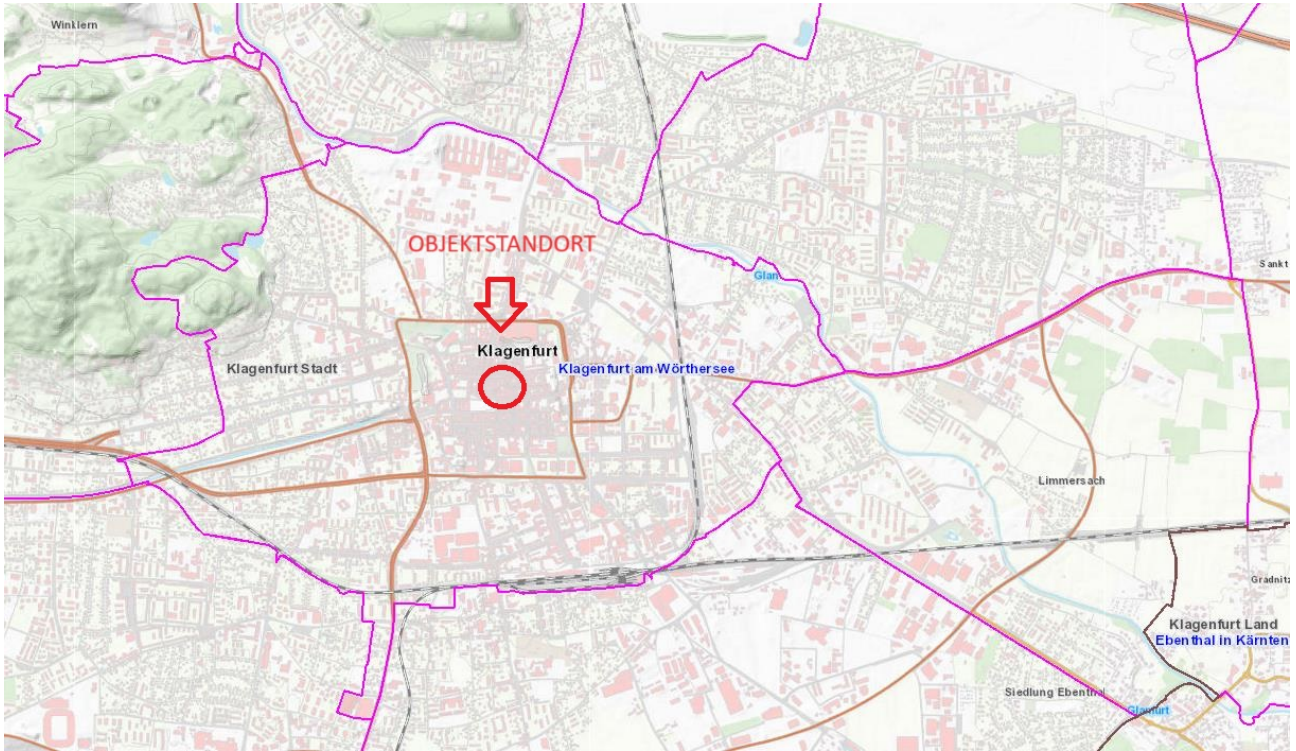 Winklern
OBJEKTSTANDORT
Glan
Sankt
Klagenfurt
Klagenfurt Stadt
Klagenfurt am Wörthersee
Limmersach
Gradnitz
Klagenfurt Land
Ebenthal in Kärnten
Siedlung Ebenthal
Glanfurt